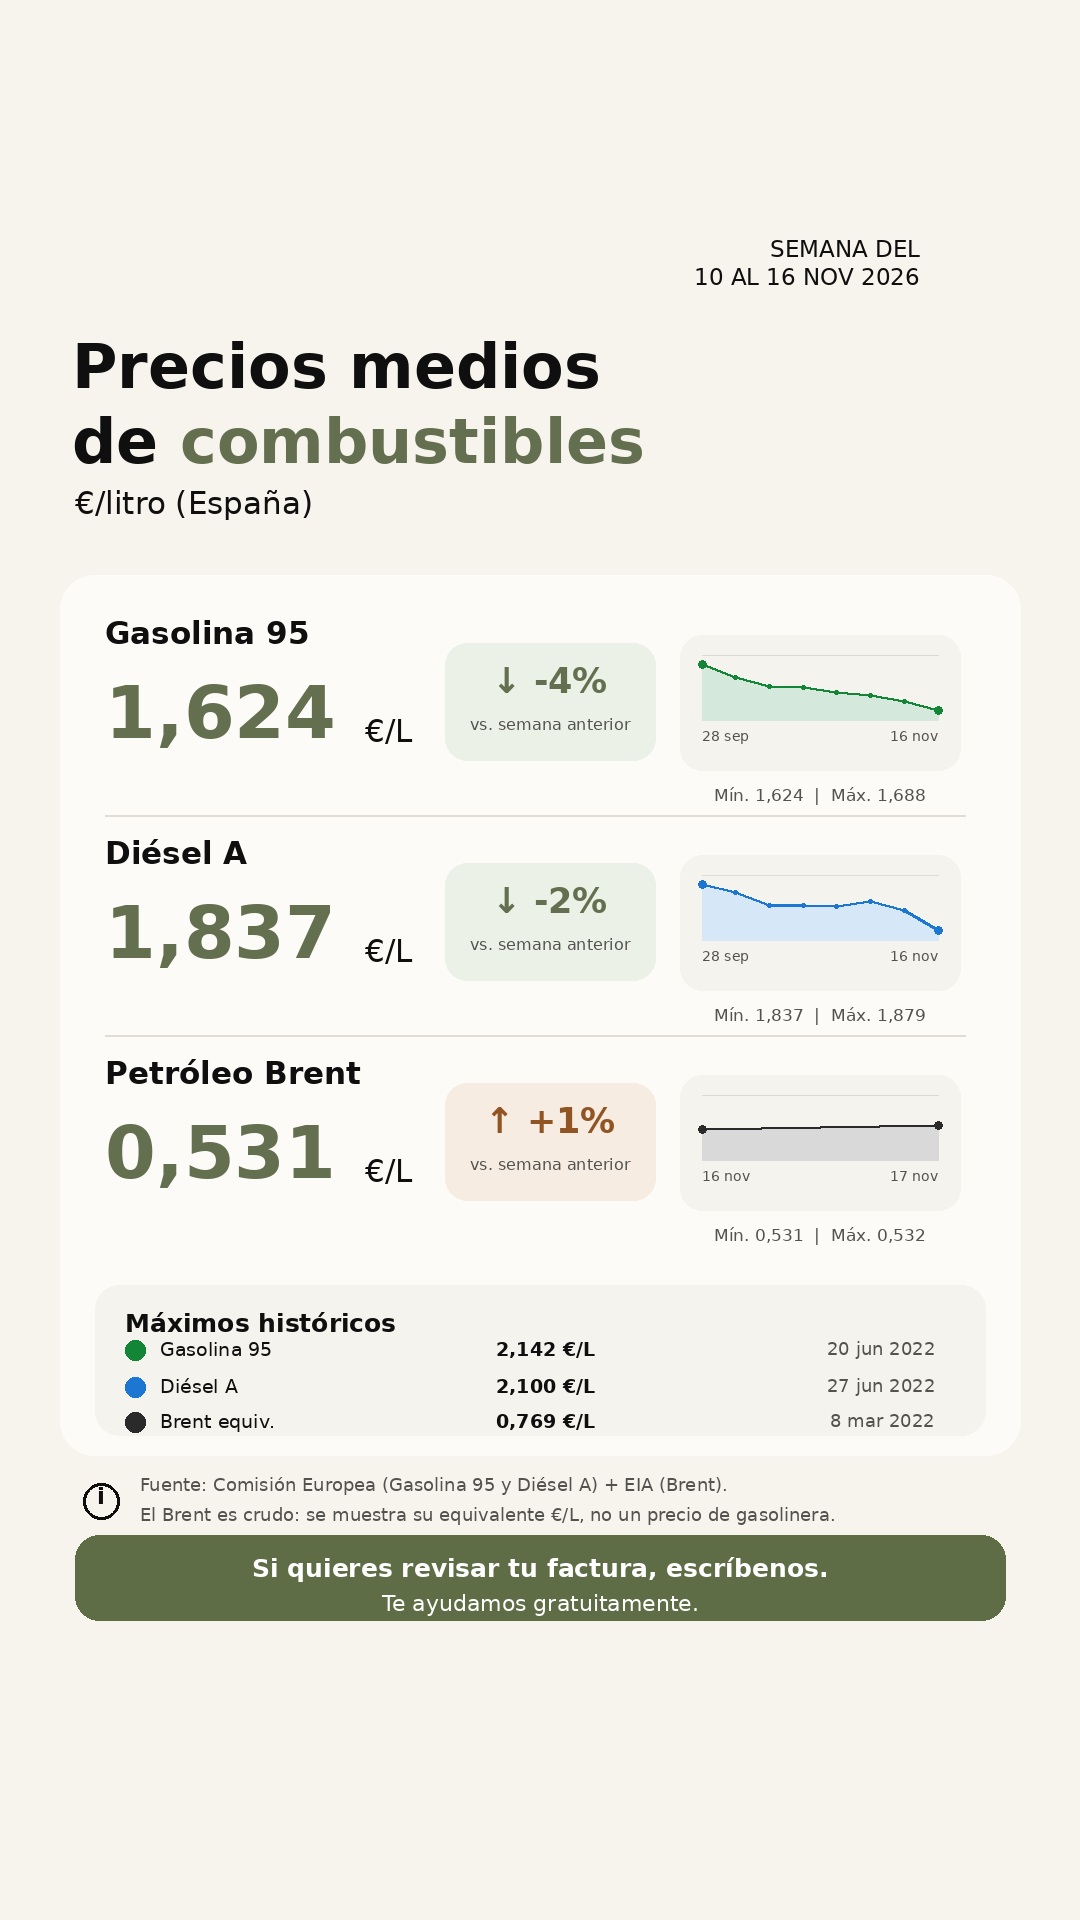 SEMANA DEL
10 AL 16 NOV 2026
Precios medios
de combustibles
€/litro (España)
Gasolina 95
1,624 €/L
↓ -4%
vs. semana anterior
28 sep 16 nov
Mín. 1,624 | Máx. 1,688
Diésel A
1,837 €/L
↓ -2%
vs. semana anterior
28 sep 16 nov
Mín. 1,837 | Máx. 1,879
Petróleo Brent
0,531 €/L
↑ +1%
vs. semana anterior
16 nov 17 nov
Mín. 0,531 | Máx. 0,532
Máximos históricos
Gasolina 95 2,142 €/L 20 jun 2022
Diésel A 2,100 €/L 27 jun 2022
Brent equiv. 0,769 €/L 8 mar 2022
i
Fuente: Comisión Europea (Gasolina 95 y Diésel A) + EIA (Brent).
El Brent es crudo: se muestra su equivalente €/L, no un precio de gasolinera.
Si quieres revisar tu factura, escríbenos.
Te ayudamos gratuitamente.